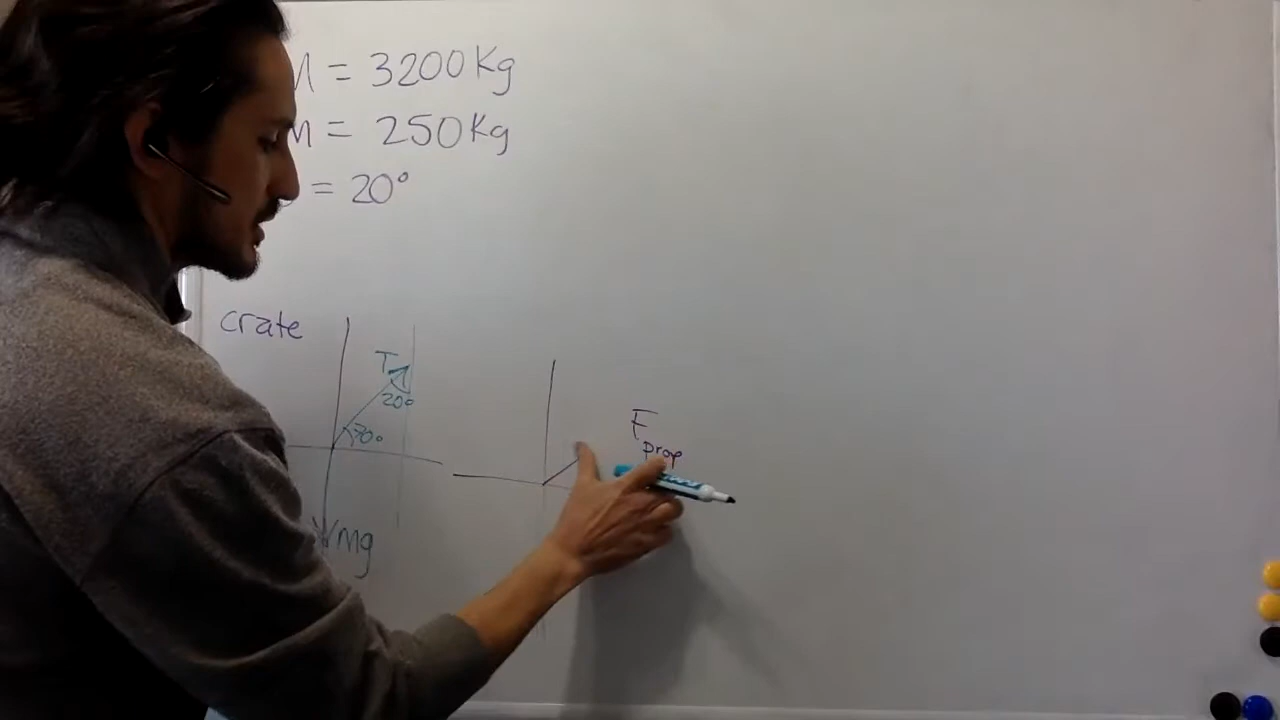 M = 3200 Kg
m = 250 Kg
= 20°
crate
T
20°
70°
mg
F prop